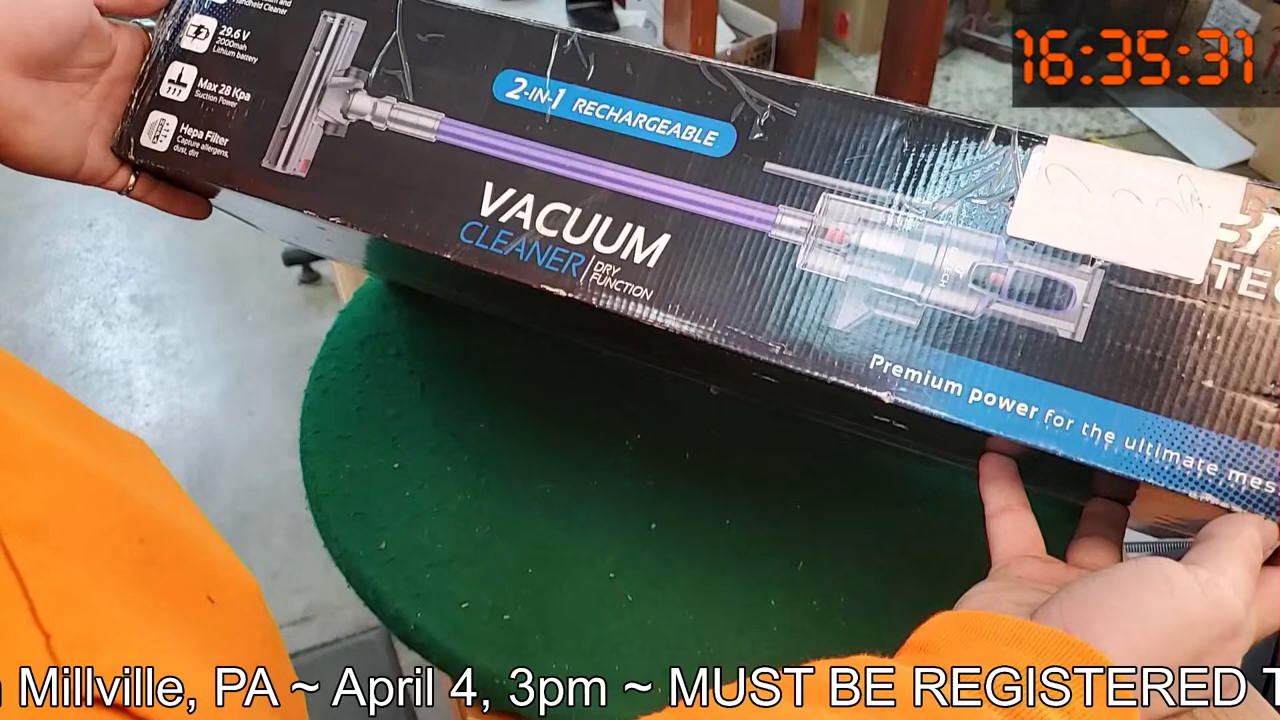 Handheld Cleaner
29.6 V
2000mah
Lithium battery
Max 28 Kpa
Suction Power
Hepa Filter
Capture allergens,
dust, dirt
2-IN-1 RECHARGEABLE
VACUUM
CLEANER
DRY
FUNCTION
Premium power for the ultimate mes
16:35:31
Millville, PA ~ April 4, 3pm ~ MUST BE REGISTERED